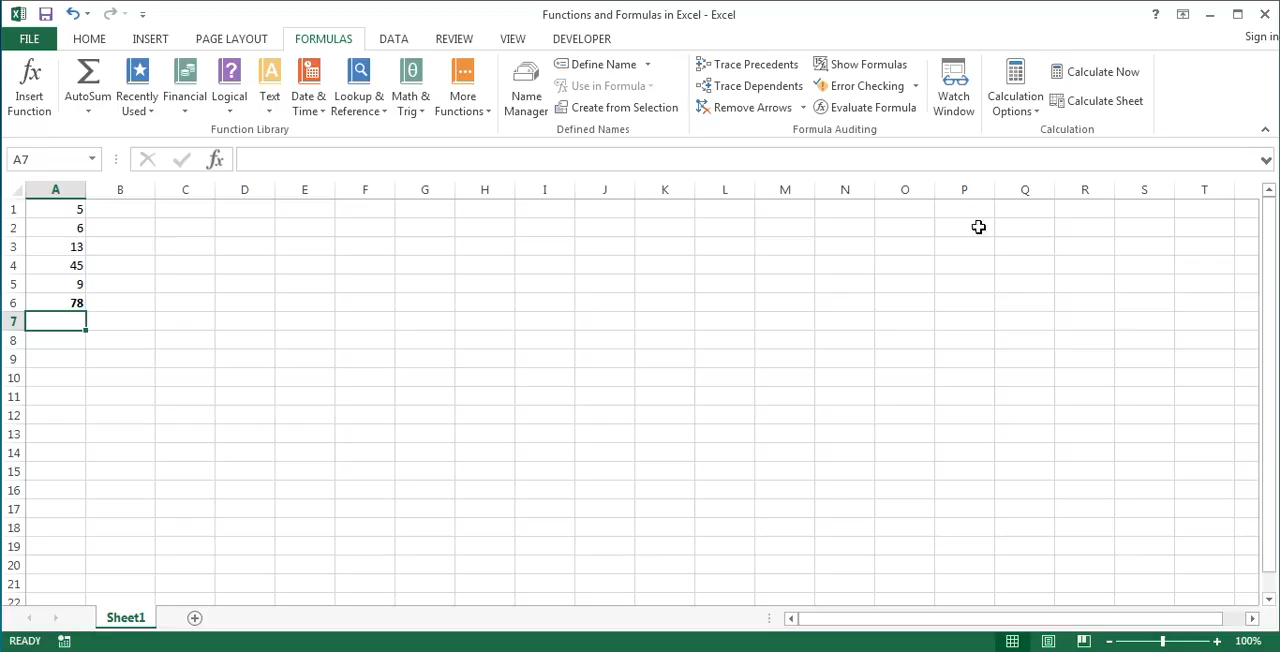 Functions and Formulas in Excel - Excel
?
Sign in
FILE HOME INSERT PAGE LAYOUT FORMULAS DATA REVIEW VIEW DEVELOPER
fx Insert Function
Σ AutoSum
Recently Used
Financial
? Logical
A Text
Date & Time
Lookup & Reference
θ Math & Trig
More Functions
Function Library
Name Manager
Define Name
Use in Formula
Create from Selection
Defined Names
Trace Precedents
Trace Dependents
Remove Arrows
Show Formulas
Error Checking
Evaluate Formula
Formula Auditing
Watch Window
Calculation Options
Calculate Now
Calculate Sheet
Calculation
A7 fx
A B C D E F G H I J K L M N O P Q R S T
1 5
2 6
3 13
4 45
5 9
6 78
7
8
9
10
11
12
13
14
15
16
17
18
19
20
21
22
Sheet1
READY 100%